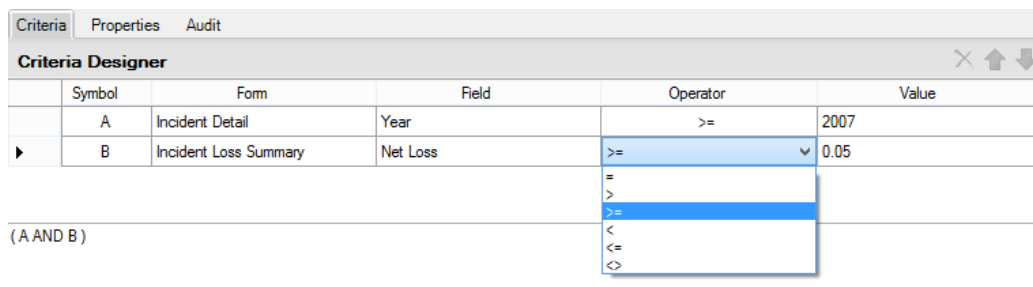 Criteria Properties Audit
Criteria Designer
Symbol Form Field Operator Value
A Incident Detail Year >= 2007
B Incident Loss Summary Net Loss >= 0.05
=
>
>=
<
<=
<>
( A AND B )